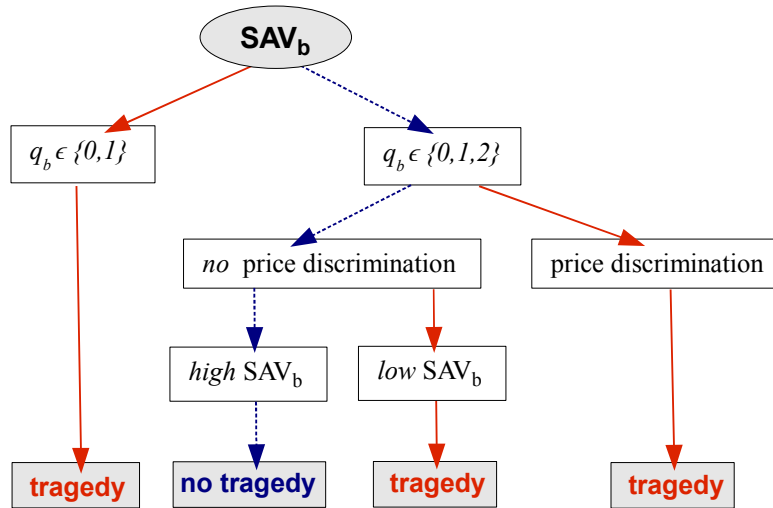 SAV_b
q_b ϵ {0,1}
q_b ϵ {0,1,2}
no price discrimination
price discrimination
high SAV_b
low SAV_b
tragedy
no tragedy
tragedy
tragedy